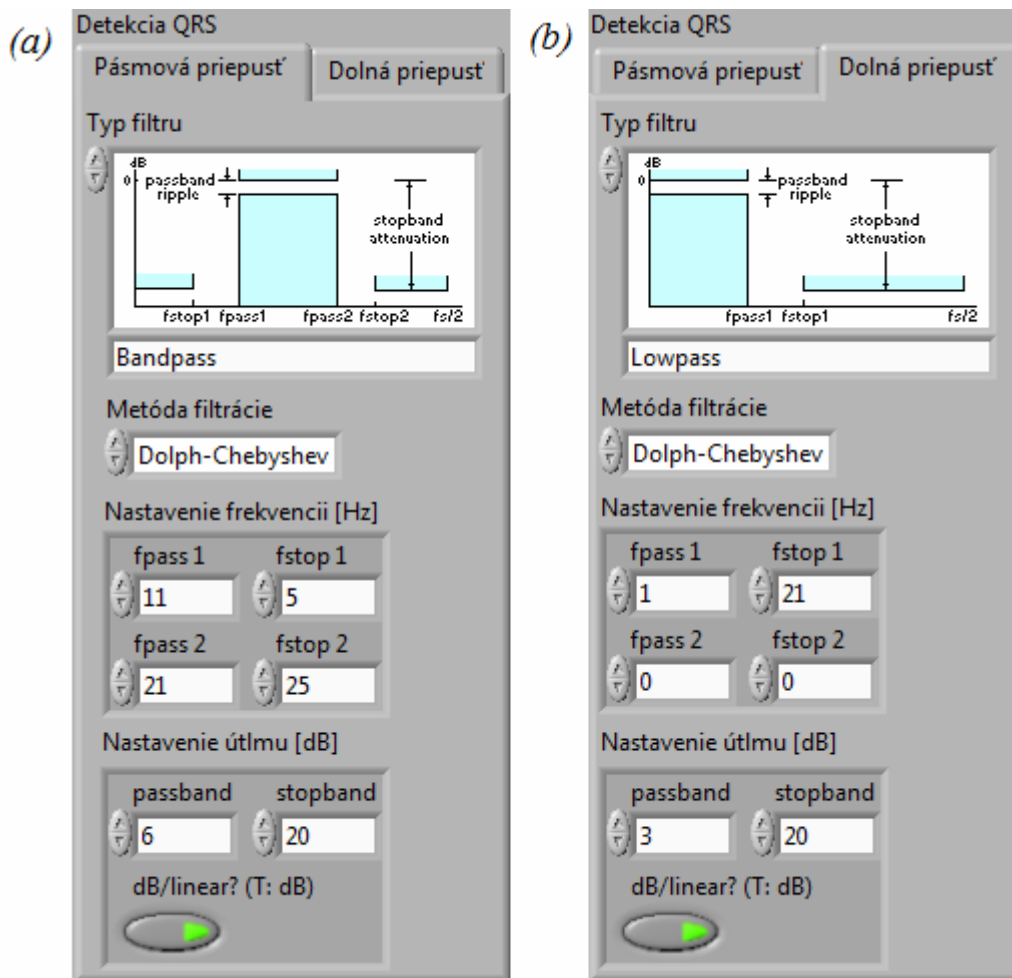 (a)
Detekcia QRS
Pásmová priepusť Dolná priepusť
Typ filtru
dB
0
passband
ripple
stopband
attenuation
fstop1 fpass1 fpass2 fstop2 fs/2
Bandpass
Metóda filtrácie
Dolph-Chebyshev
Nastavenie frekvencii [Hz]
fpass 1 fstop 1
11 5
fpass 2 fstop 2
21 25
Nastavenie útlmu [dB]
passband stopband
6 20
dB/linear? (T: dB)
(b)
Detekcia QRS
Pásmová priepusť Dolná priepusť
Typ filtru
dB
0
passband
ripple
stopband
attenuation
fpass1 fstop1 fs/2
Lowpass
Metóda filtrácie
Dolph-Chebyshev
Nastavenie frekvencii [Hz]
fpass 1 fstop 1
1 21
fpass 2 fstop 2
0 0
Nastavenie útlmu [dB]
passband stopband
3 20
dB/linear? (T: dB)